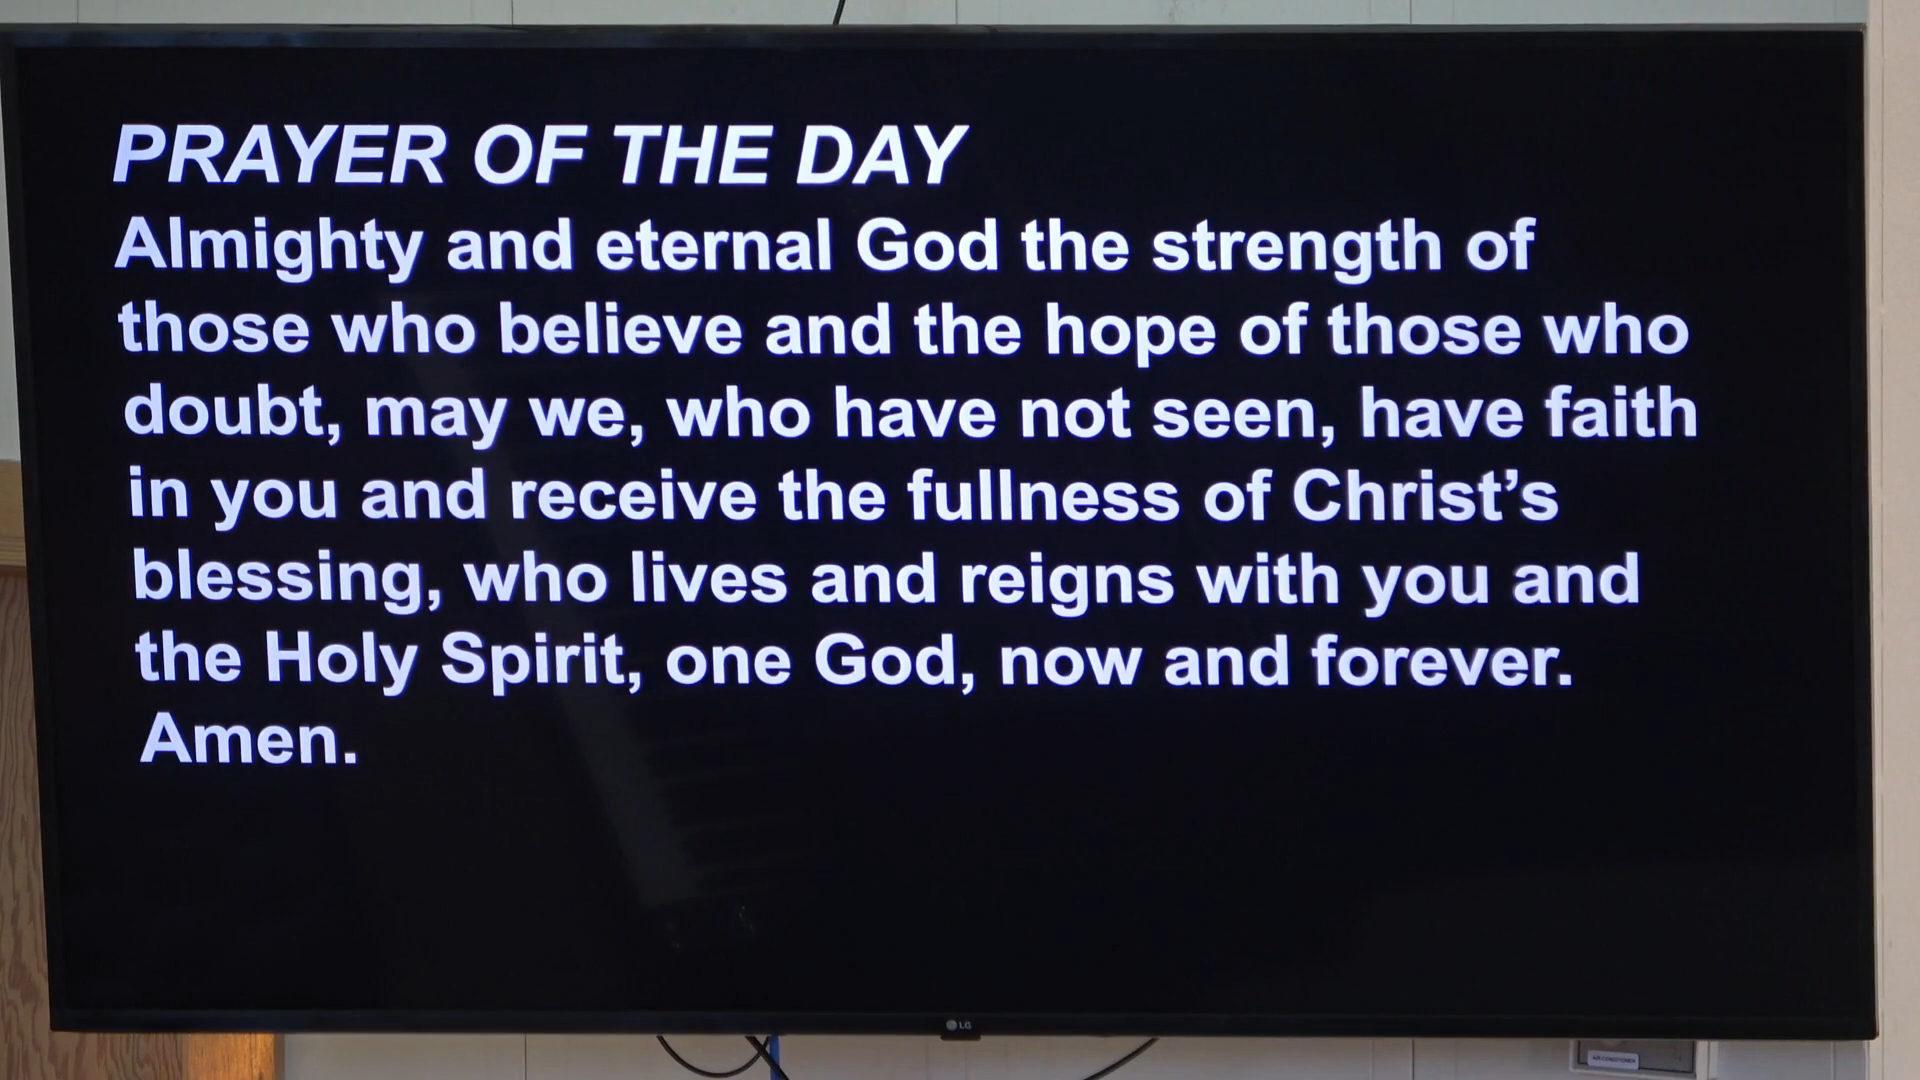 PRAYER OF THE DAY
Almighty and eternal God the strength of
those who believe and the hope of those who
doubt, may we, who have not seen, have faith
in you and receive the fullness of Christ’s
blessing, who lives and reigns with you and
the Holy Spirit, one God, now and forever.
Amen.
LG
AIR CONDITIONER